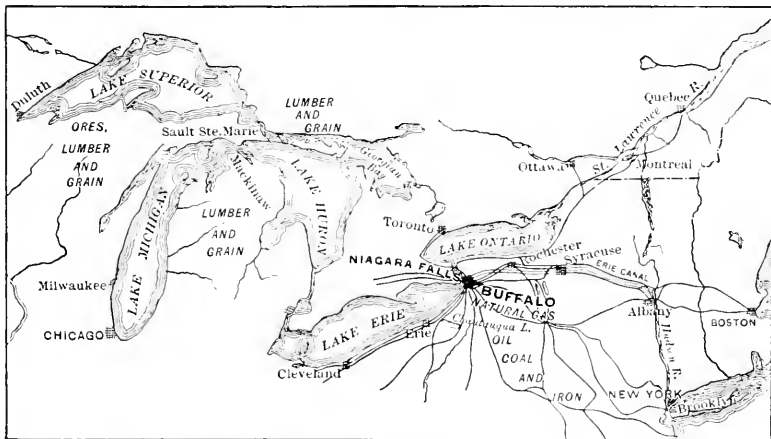 Duluth
LAKE SUPERIOR
ORES,
LUMBER
AND
GRAIN
Sault Ste. Marie
LUMBER
AND
GRAIN
Georgian
Bay
Mackinaw
LAKE HURON
LAKE MICHIGAN
LUMBER
AND
GRAIN
Milwaukee
CHICAGO
Quebec
St. Lawrence R.
Ottawa
Montreal
Toronto
LAKE ONTARIO
Rochester
Syracuse
ERIE CANAL
NIAGARA FALLS
BUFFALO
NATURAL GAS
Albany
BOSTON
LAKE ERIE
Erie
Chautauqua L.
OIL
COAL
AND
IRON
Cleveland
Hudson R.
NEW YORK
Brooklyn